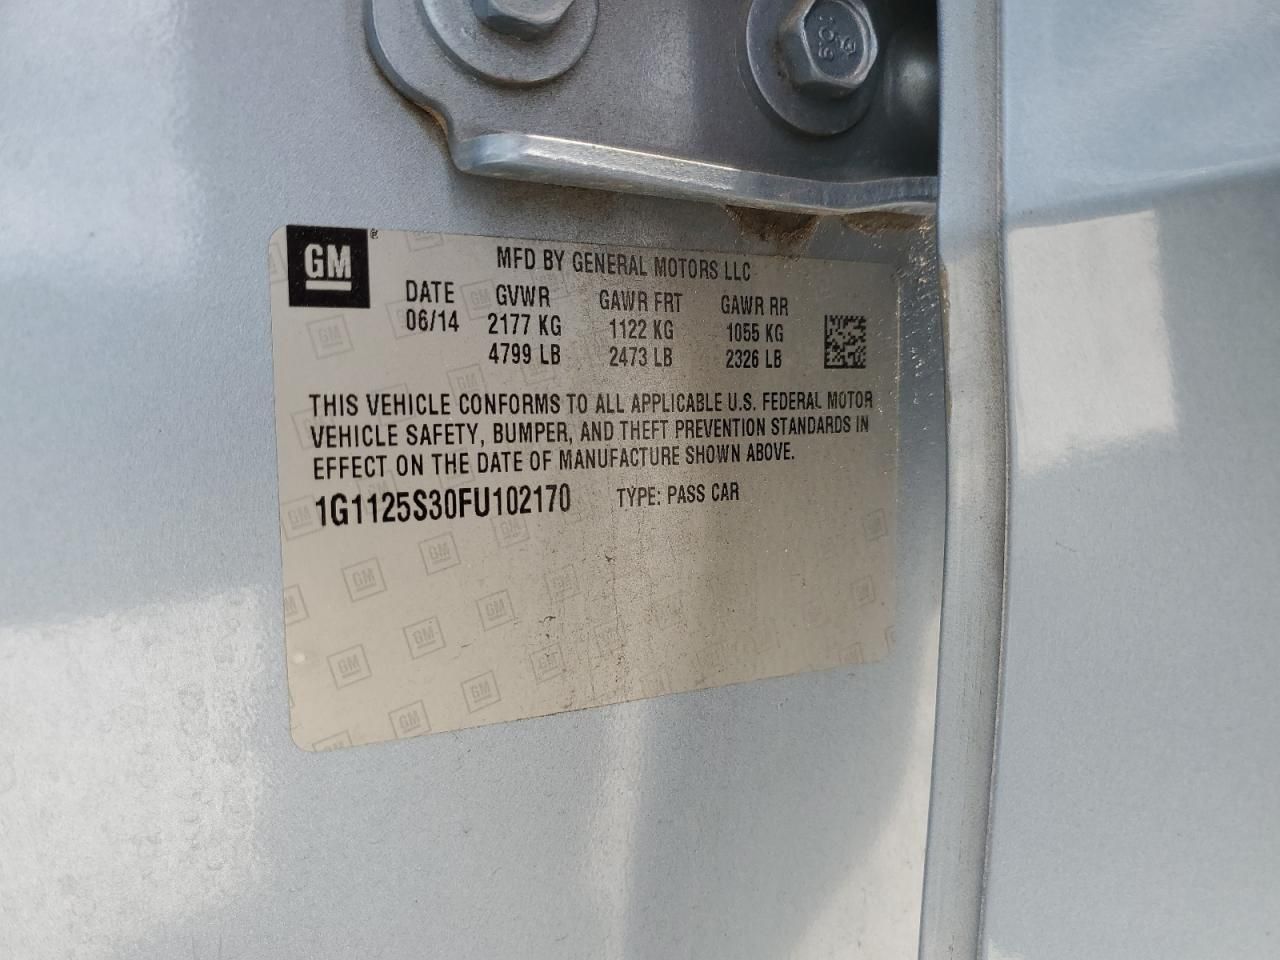 GM®
MFD BY GENERAL MOTORS LLC
DATE GVWR GAWR FRT GAWR RR
06/14 2177 KG 1122 KG 1055 KG
4799 LB 2473 LB 2326 LB
THIS VEHICLE CONFORMS TO ALL APPLICABLE U.S. FEDERAL MOTOR
VEHICLE SAFETY, BUMPER, AND THEFT PREVENTION STANDARDS IN
EFFECT ON THE DATE OF MANUFACTURE SHOWN ABOVE.
1G1125S30FU102170 TYPE: PASS CAR